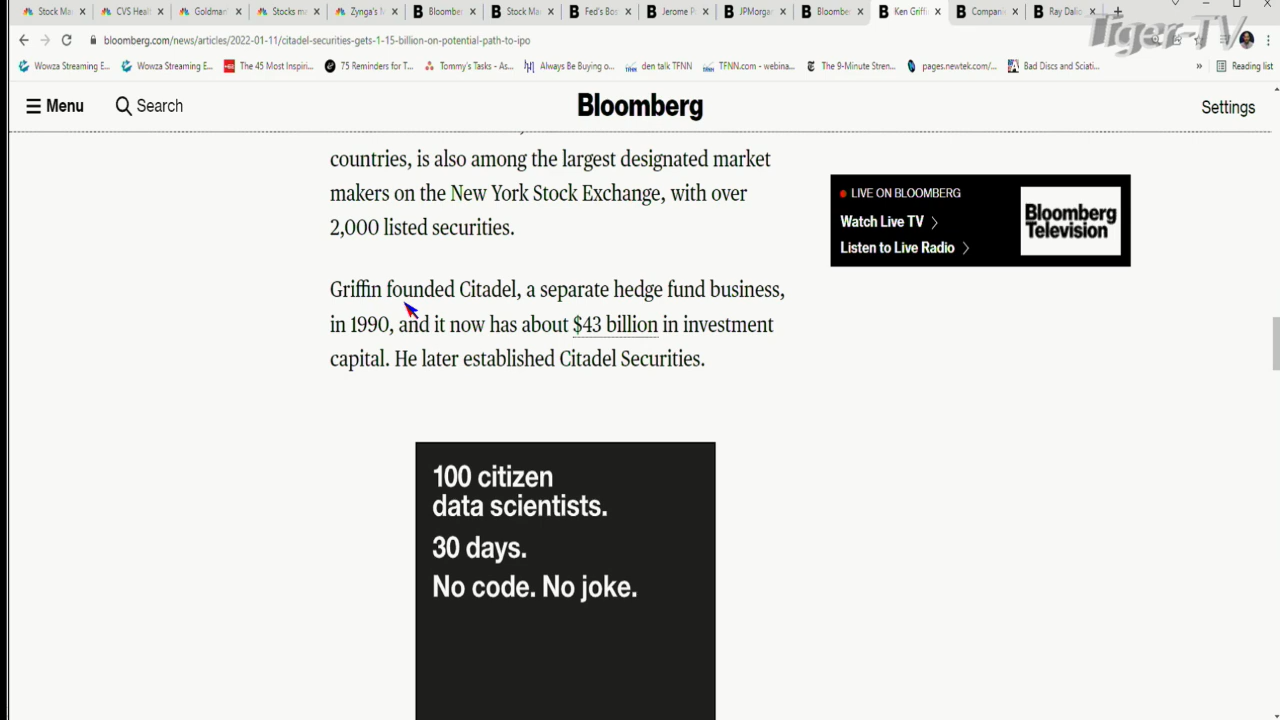 Stock Ma
CVS Heal
Goldman
Stocks m
Zynga's
Bloomber
Stock Ma
Fed's Bos
Jerome P
JPMorga
Bloombe
Ken Griffi
Compani
Ray Dalio
Tiger-TV
bloomberg.com/news/articles/2022-01-11/citadel-securities-gets-1-15-billion-on-potential-path-to-ipo
Wowza Streaming E...
Wowza Streaming E...
The 45 Most Inspiri...
75 Reminders for T...
Tommy's Tasks - As...
Always Be Buying o...
den talk TFNN
TFNN.com - webina...
The 9-Minute Stren...
pages.newtek.com/...
Bad Discs and Sciati...
»
Reading list
Menu
Search
Bloomberg
Settings
countries, is also among the largest designated market
makers on the New York Stock Exchange, with over
2,000 listed securities.
LIVE ON BLOOMBERG
Watch Live TV
Listen to Live Radio
Bloomberg
Television
Griffin founded Citadel, a separate hedge fund business,
in 1990, and it now has about $43 billion in investment
capital. He later established Citadel Securities.
100 citizen
data scientists.
30 days.
No code. No joke.